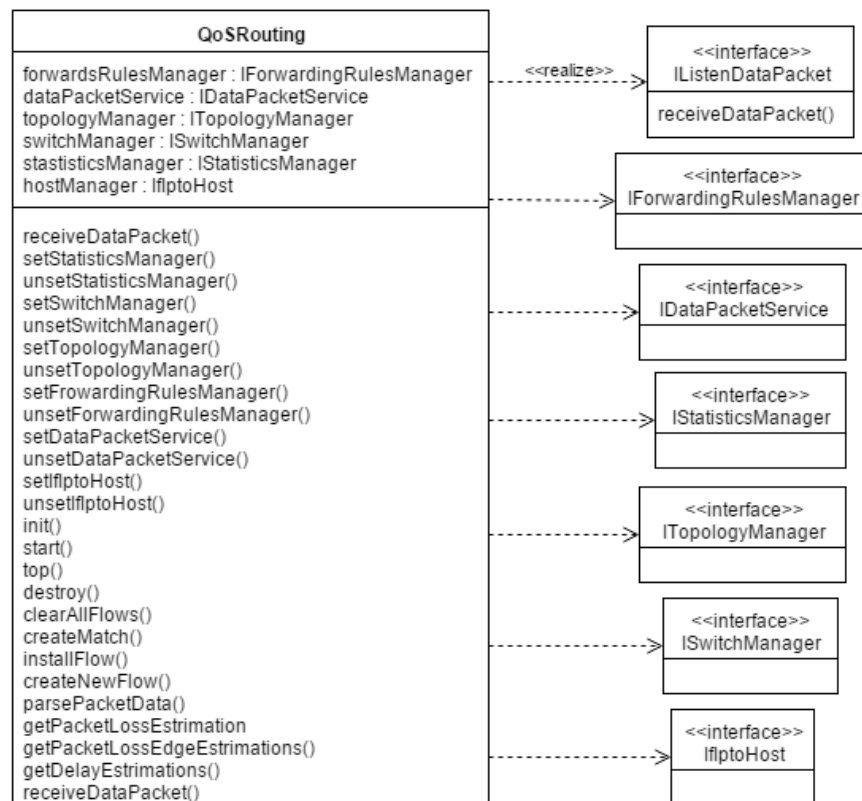 QoSRouting
forwardsRulesManager : IForwardingRulesManager
dataPacketService : IDataPacketService
topologyManager : ITopologyManager
switchManager : ISwitchManager
stastisticsManager : IStatisticsManager
hostManager : IfIptoHost
receiveDataPacket()
setStatisticsManager()
unsetStatisticsManager()
setSwitchManager()
unsetSwitchManager()
setTopologyManager()
unsetTopologyManager()
setFrowardingRulesManager()
unsetForwardingRulesManager()
setDataPacketService()
unsetDataPacketService()
setIfIptoHost()
unsetIfIptoHost()
init()
start()
top()
destroy()
clearAllFlows()
createMatch()
installFlow()
createNewFlow()
parsePacketData()
getPacketLossEstrimation
getPacketLossEdgeEstrimations()
getDelayEstrimations()
receiveDataPacket()
<<realize>>
<<interface>>
IListenDataPacket
receiveDataPacket()
<<interface>>
IForwardingRulesManager
<<interface>>
IDataPacketService
<<interface>>
IStatisticsManager
<<interface>>
ITopologyManager
<<interface>>
ISwitchManager
<<interface>>
IfIptoHost